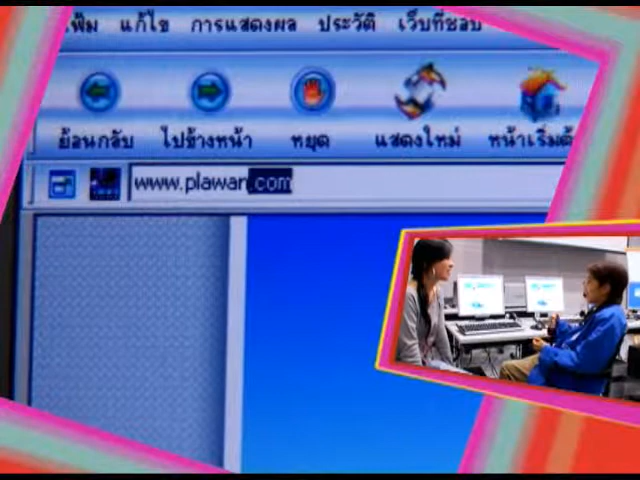 แฟ้ม แก้ไข การแสดงผล ประวัติ เว็บที่ชอบ
ย้อนกลับ ไปข้างหน้า หยุด แสดงใหม่ หน้าเริ่มต้
www.plawan.com